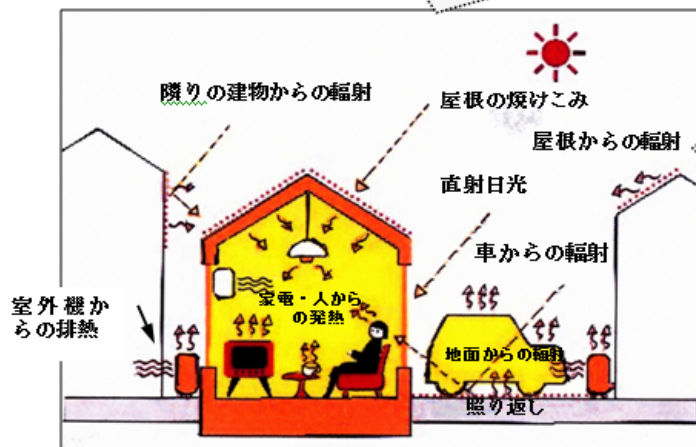 隣りの建物からの輻射
屋根の焼けこみ
屋根からの輻射
直射日光
車からの輻射
室外機か
らの排熱
家電・人から
の発熱
地面からの輻射
照り返し